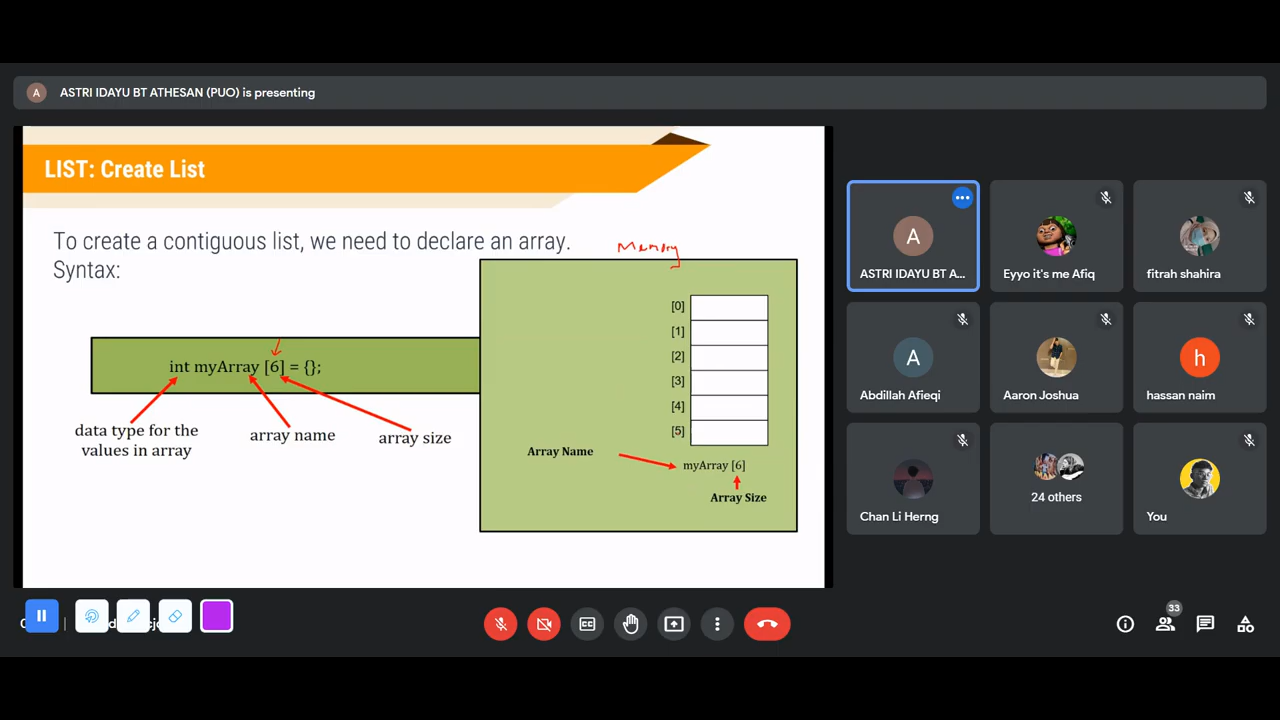 ASTRI IDAYU BT ATHESAN (PUO) is presenting
A
LIST: Create List
To create a contiguous list, we need to declare an array.
Syntax:
Memory
int myArray [6] = {};
data type for the
values in array
array name
array size
[0]
[1]
[2]
[3]
[4]
[5]
Array Name
myArray [6]
Array Size
A
ASTRI IDAYU BT A...
Eyyo it's me Afiq
fitrah shahira
A
Abdillah Afieqi
Aaron Joshua
h
hassan naim
Chan Li Herng
24 others
You
CC
33